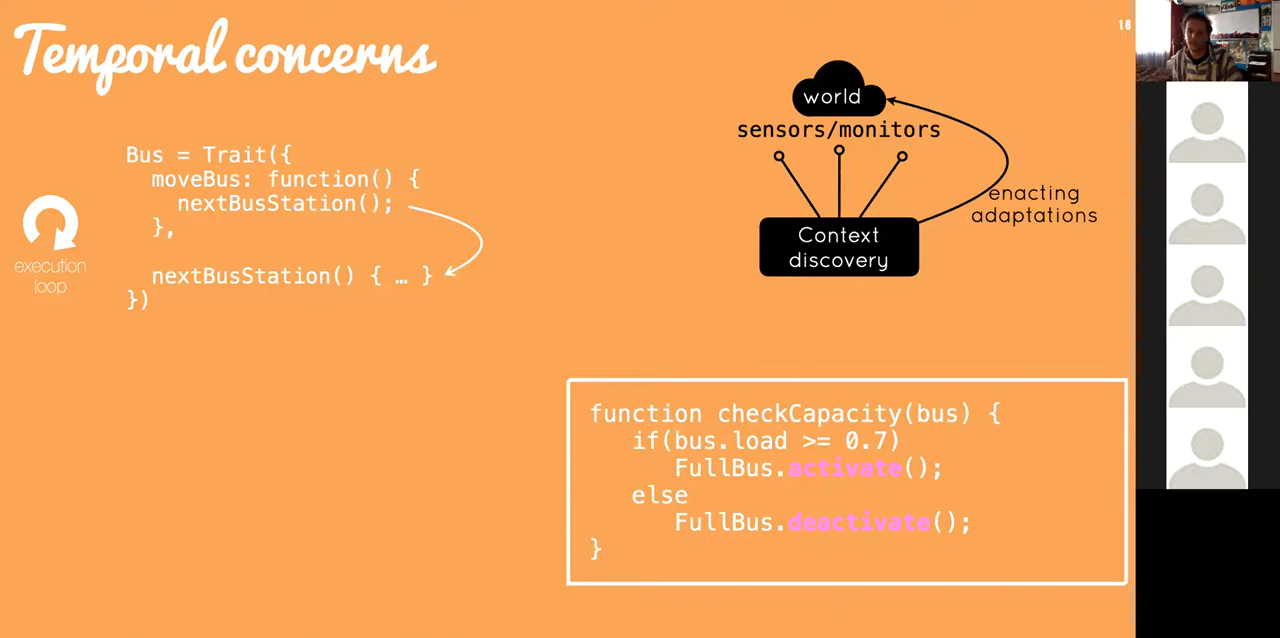 Temporal concerns
16
Bus = Trait({
moveBus: function() {
nextBusStation();
},
nextBusStation() { … }
})
execution
loop
world
sensors/monitors
enacting
adaptations
Context
discovery
function checkCapacity(bus) {
if(bus.load >= 0.7)
FullBus.activate();
else
FullBus.deactivate();
}